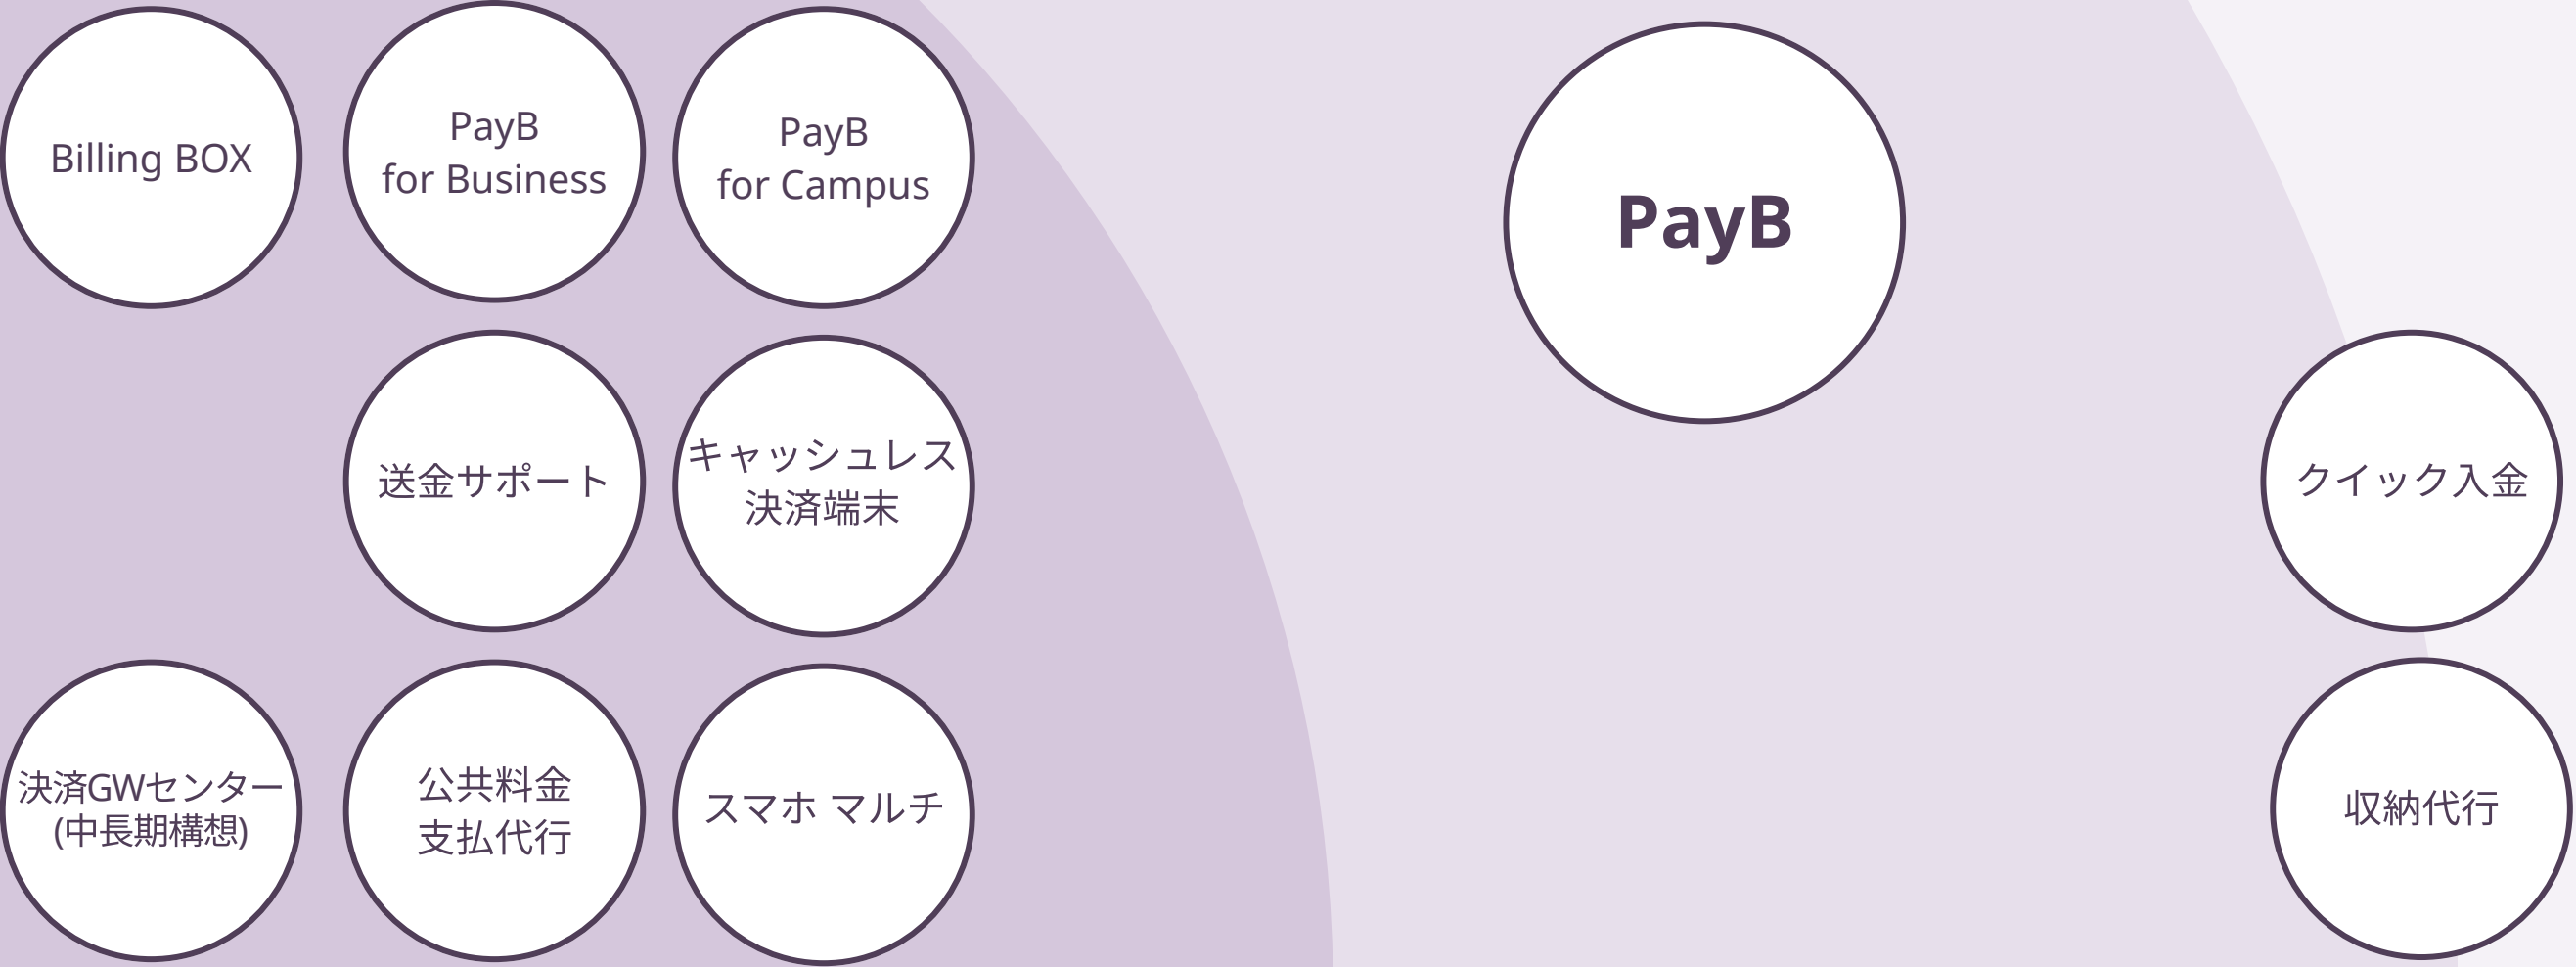 Billing BOX
PayB
for Business
PayB
for Campus
PayB
送金サポート
キャッシュレス
決済端末
クイック入金
決済GWセンター
(中長期構想)
公共料金
支払代行
スマホ マルチ
収納代行